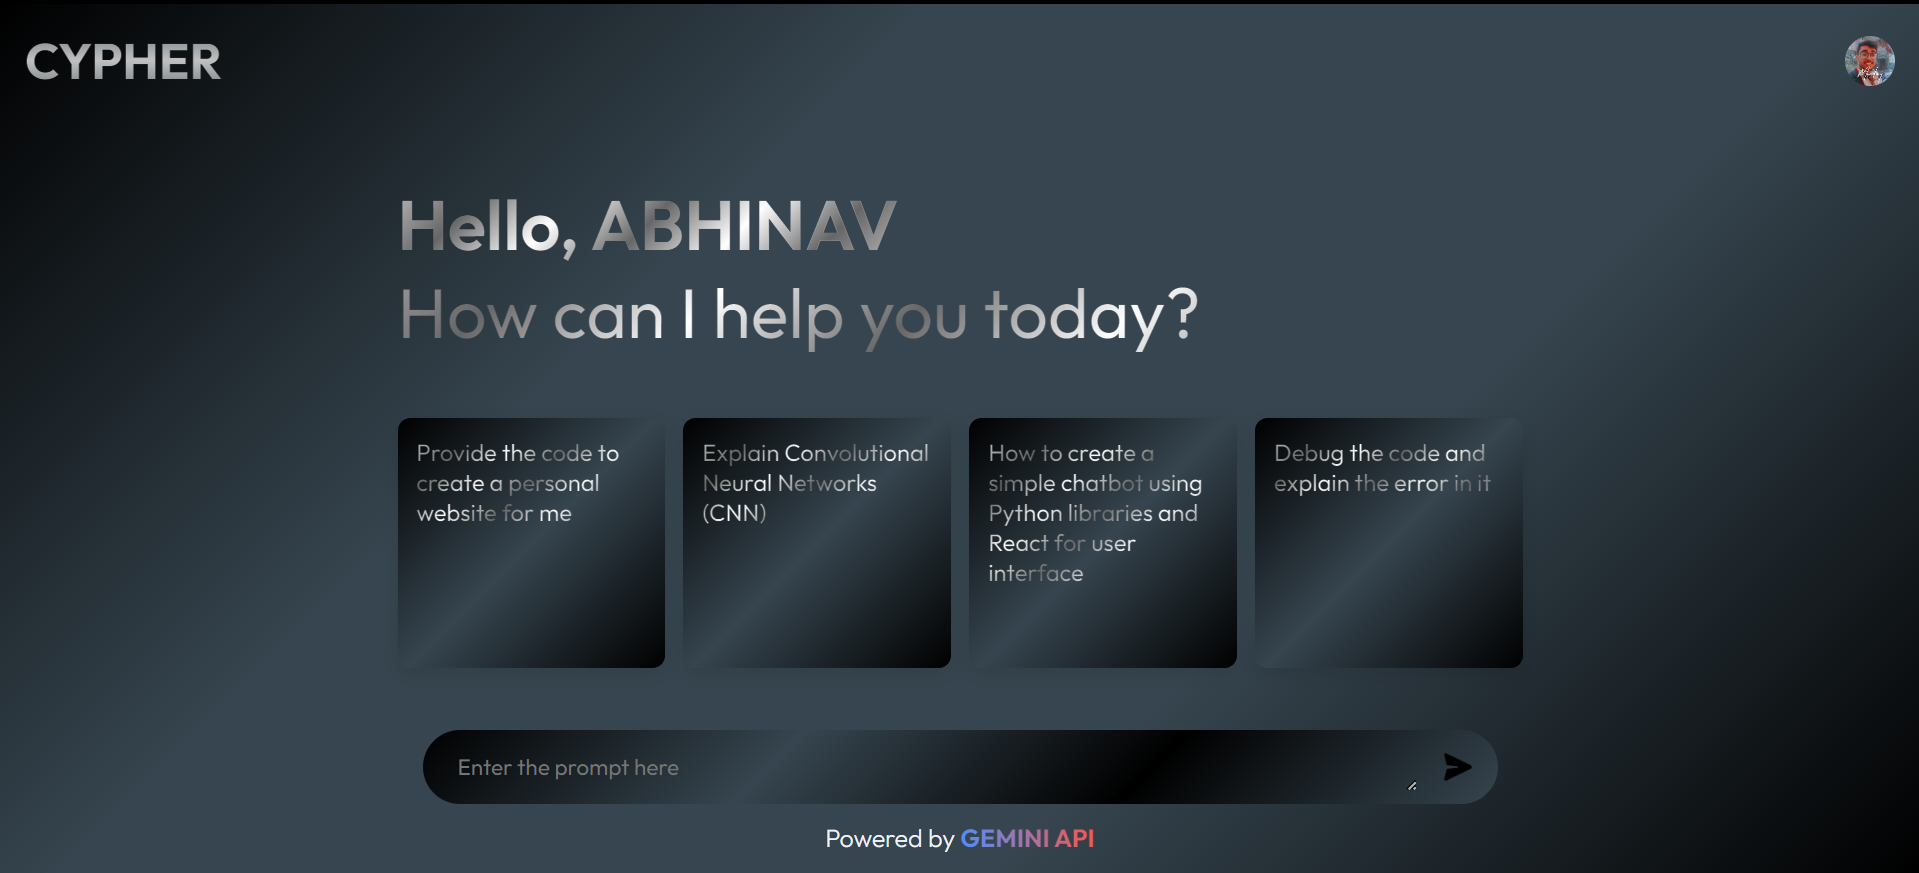 CYPHER
Hello, ABHINAV
How can I help you today?
Provide the code to
create a personal
website for me
Explain Convolutional
Neural Networks
(CNN)
How to create a
simple chatbot using
Python libraries and
React for user
interface
Debug the code and
explain the error in it
Enter the prompt here
Powered by GEMINI API